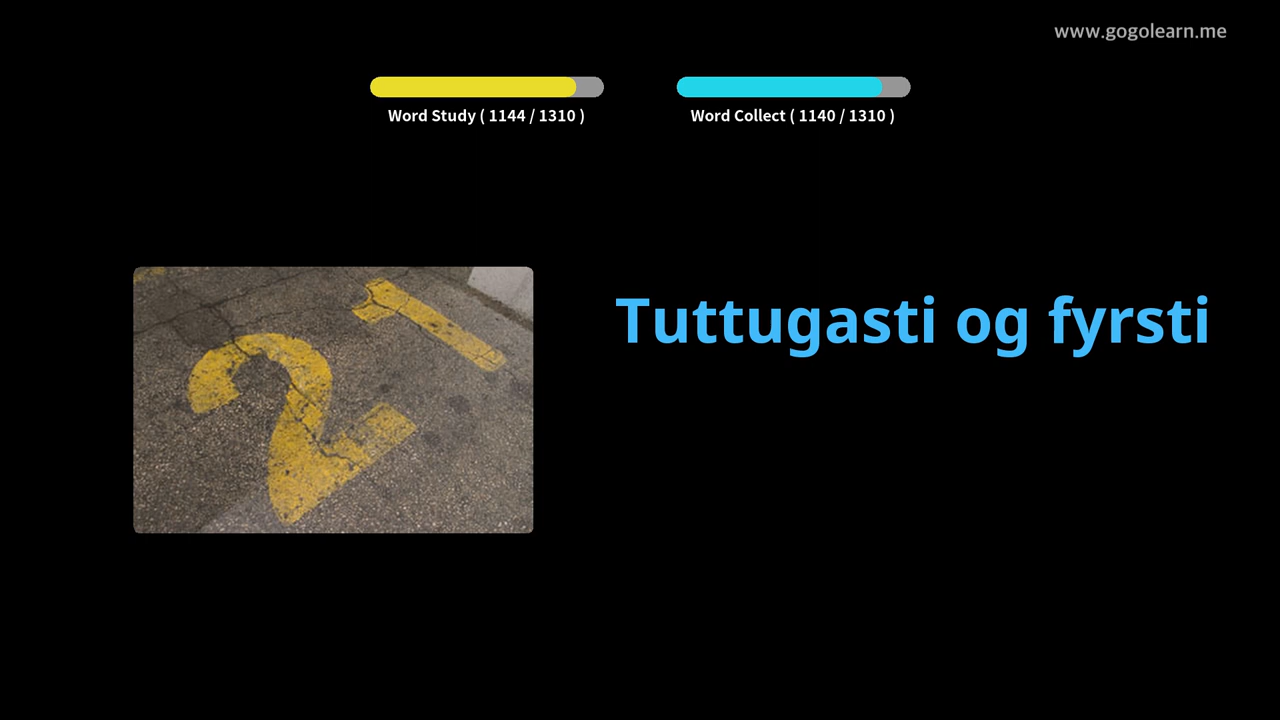 www.gogolearn.me
Word Study ( 1144 / 1310 )
Word Collect ( 1140 / 1310 )
21
Tuttugasti og fyrsti